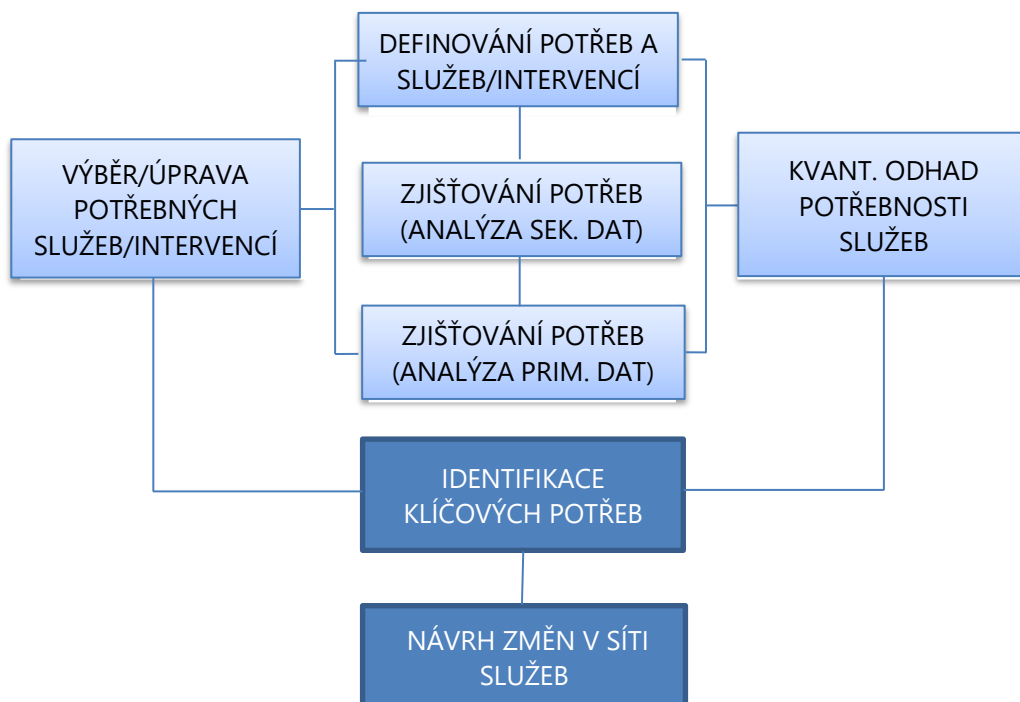 DEFINOVÁNÍ POTŘEB A
SLUŽEB/INTERVENCÍ
VÝBĚR/ÚPRAVA
POTŘEBNÝCH
SLUŽEB/INTERVENCÍ
ZJIŠŤOVÁNÍ POTŘEB
(ANALÝZA SEK. DAT)
KVANT. ODHAD
POTŘEBNOSTI
SLUŽEB
ZJIŠŤOVÁNÍ POTŘEB
(ANALÝZA PRIM. DAT)
IDENTIFIKACE
KLÍČOVÝCH POTŘEB
NÁVRH ZMĚN V SÍTI
SLUŽEB